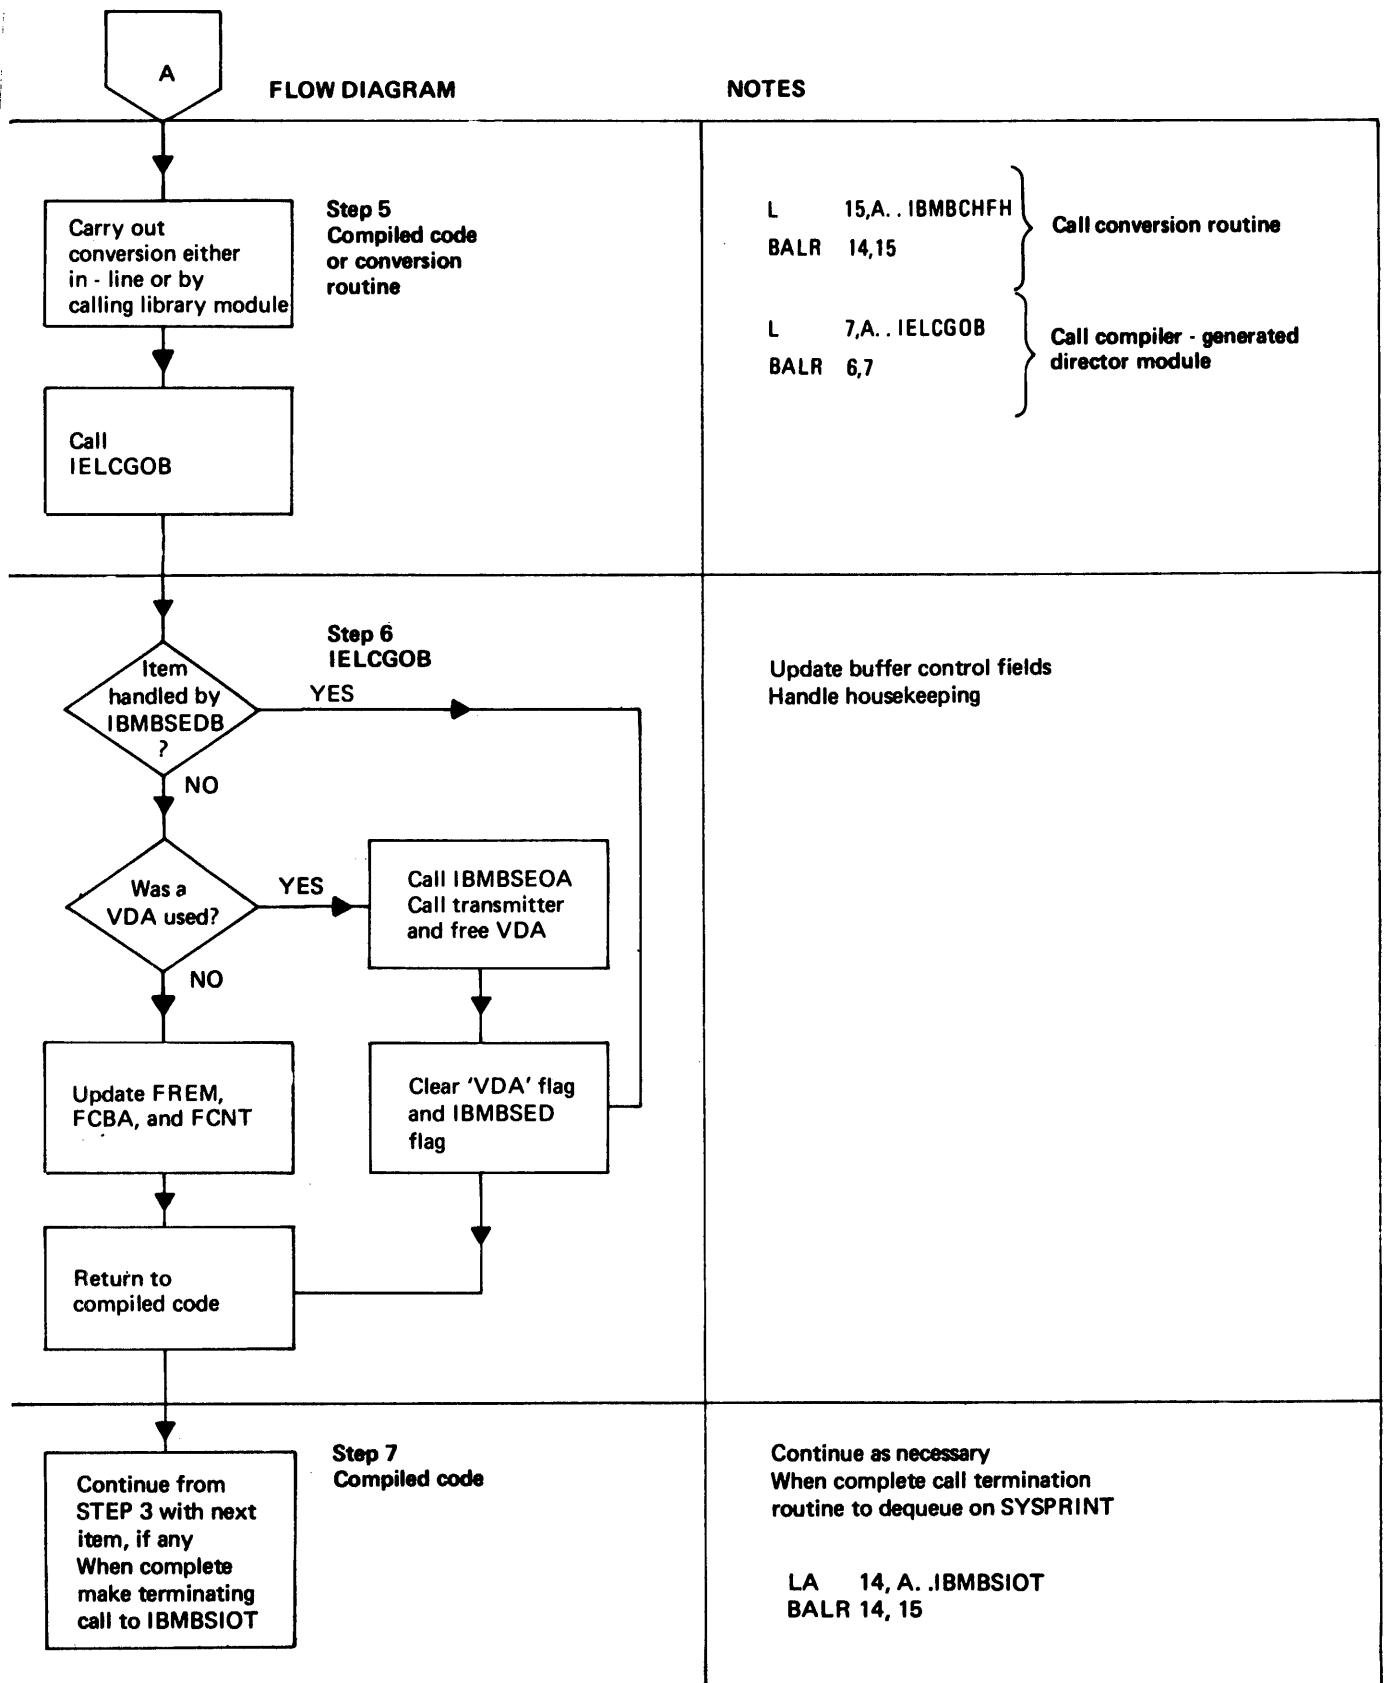 A
FLOW DIAGRAM
NOTES
Carry out
conversion either
in - line or by
calling library module
Step 5
Compiled code
or conversion
routine
L 15,A. . IBMBCHFH
BALR 14,15
Call conversion routine
L 7,A. . IELCGOB
BALR 6,7
Call compiler - generated
director module
Call
IELCGOB
Step 6
IELCGOB
Item
handled by
IBMBSEDB
?
YES
NO
Update buffer control fields
Handle housekeeping
Was a
VDA used?
YES
NO
Call IBMBSEOA
Call transmitter
and free VDA
Update FREM,
FCBA, and FCNT
Clear 'VDA' flag
and IBMBSED
flag
Return to
compiled code
Step 7
Compiled code
Continue from
STEP 3 with next
item, if any
When complete
make terminating
call to IBMBSIOT
Continue as necessary
When complete call termination
routine to dequeue on SYSPRINT
LA 14, A. .IBMBSIOT
BALR 14, 15